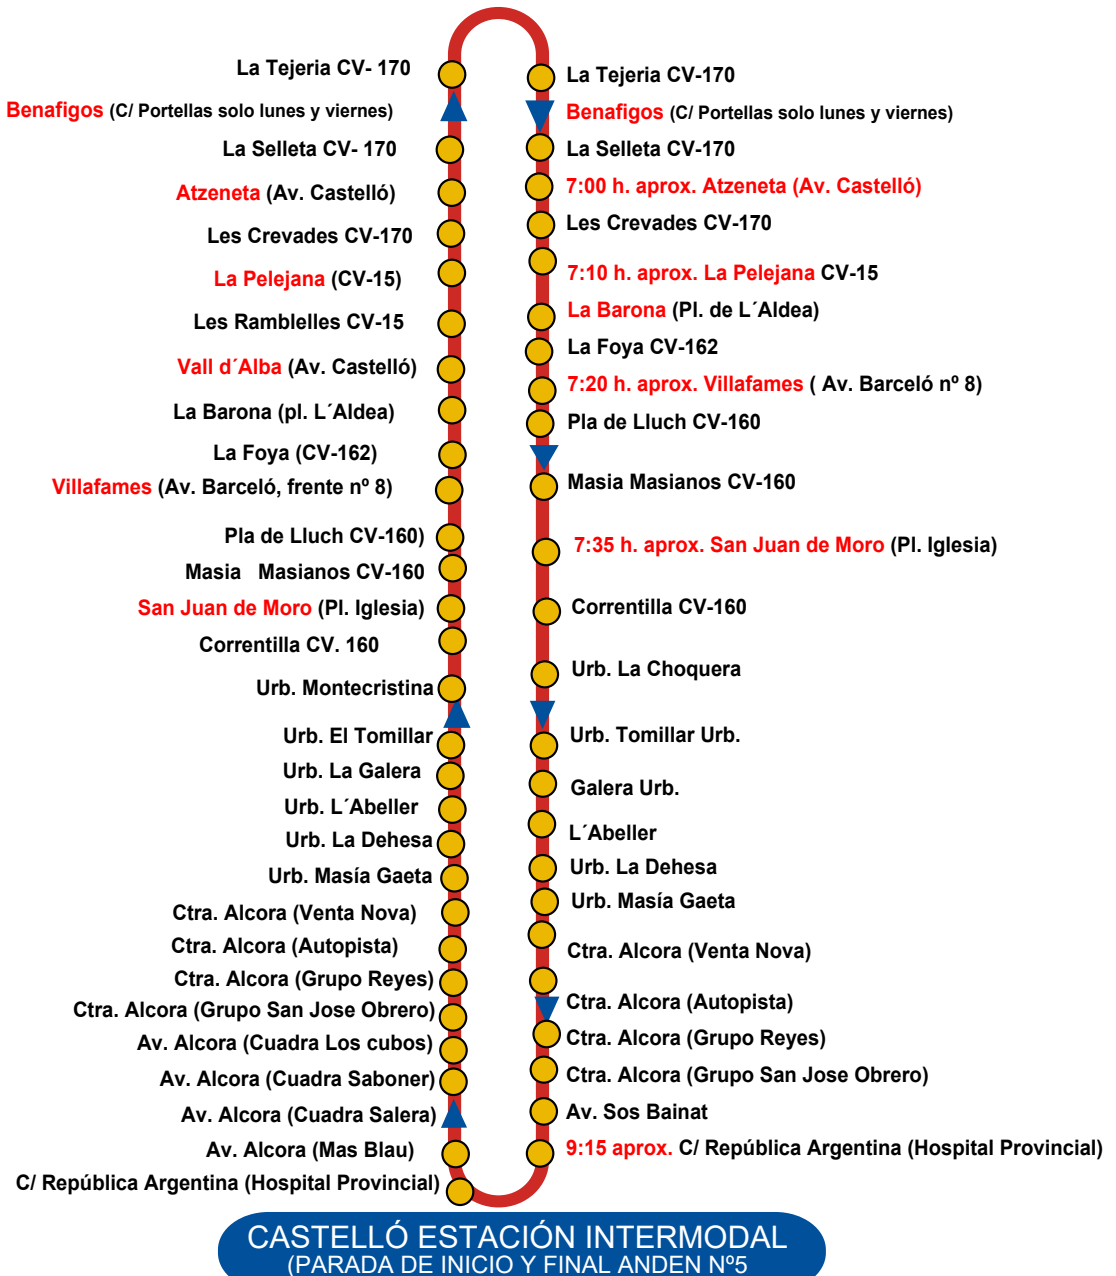 La Tejeria CV- 170
Benafigos (C/ Portellas solo lunes y viernes)
La Selleta CV- 170
Atzeneta (Av. Castelló)
Les Crevades CV-170
La Pelejana (CV-15)
Les Ramblelles CV-15
Vall d´Alba (Av. Castelló)
La Barona (pl. L´Aldea)
La Foya (CV-162)
Villafames (Av. Barceló, frente nº 8)
Pla de Lluch CV-160)
Masia Masianos CV-160
San Juan de Moro (Pl. Iglesia)
Correntilla CV. 160
Urb. Montecristina
Urb. El Tomillar
Urb. La Galera
Urb. L´Abeller
Urb. La Dehesa
Urb. Masía Gaeta
Ctra. Alcora (Venta Nova)
Ctra. Alcora (Autopista)
Ctra. Alcora (Grupo Reyes)
Ctra. Alcora (Grupo San Jose Obrero)
Av. Alcora (Cuadra Los cubos)
Av. Alcora (Cuadra Saboner)
Av. Alcora (Cuadra Salera)
Av. Alcora (Mas Blau)
C/ República Argentina (Hospital Provincial)
La Tejeria CV-170
Benafigos (C/ Portellas solo lunes y viernes)
La Selleta CV-170
7:00 h. aprox. Atzeneta (Av. Castelló)
Les Crevades CV-170
7:10 h. aprox. La Pelejana CV-15
La Barona (Pl. de L´Aldea)
La Foya CV-162
7:20 h. aprox. Villafames ( Av. Barceló nº 8)
Pla de Lluch CV-160
Masia Masianos CV-160
7:35 h. aprox. San Juan de Moro (Pl. Iglesia)
Correntilla CV-160
Urb. La Choquera
Urb. Tomillar Urb.
Galera Urb.
L´Abeller
Urb. La Dehesa
Urb. Masía Gaeta
Ctra. Alcora (Venta Nova)
Ctra. Alcora (Autopista)
Ctra. Alcora (Grupo Reyes)
Ctra. Alcora (Grupo San Jose Obrero)
Av. Sos Bainat
9:15 aprox. C/ República Argentina (Hospital Provincial)
CASTELLÓ ESTACIÓN INTERMODAL
(PARADA DE INICIO Y FINAL ANDEN Nº5